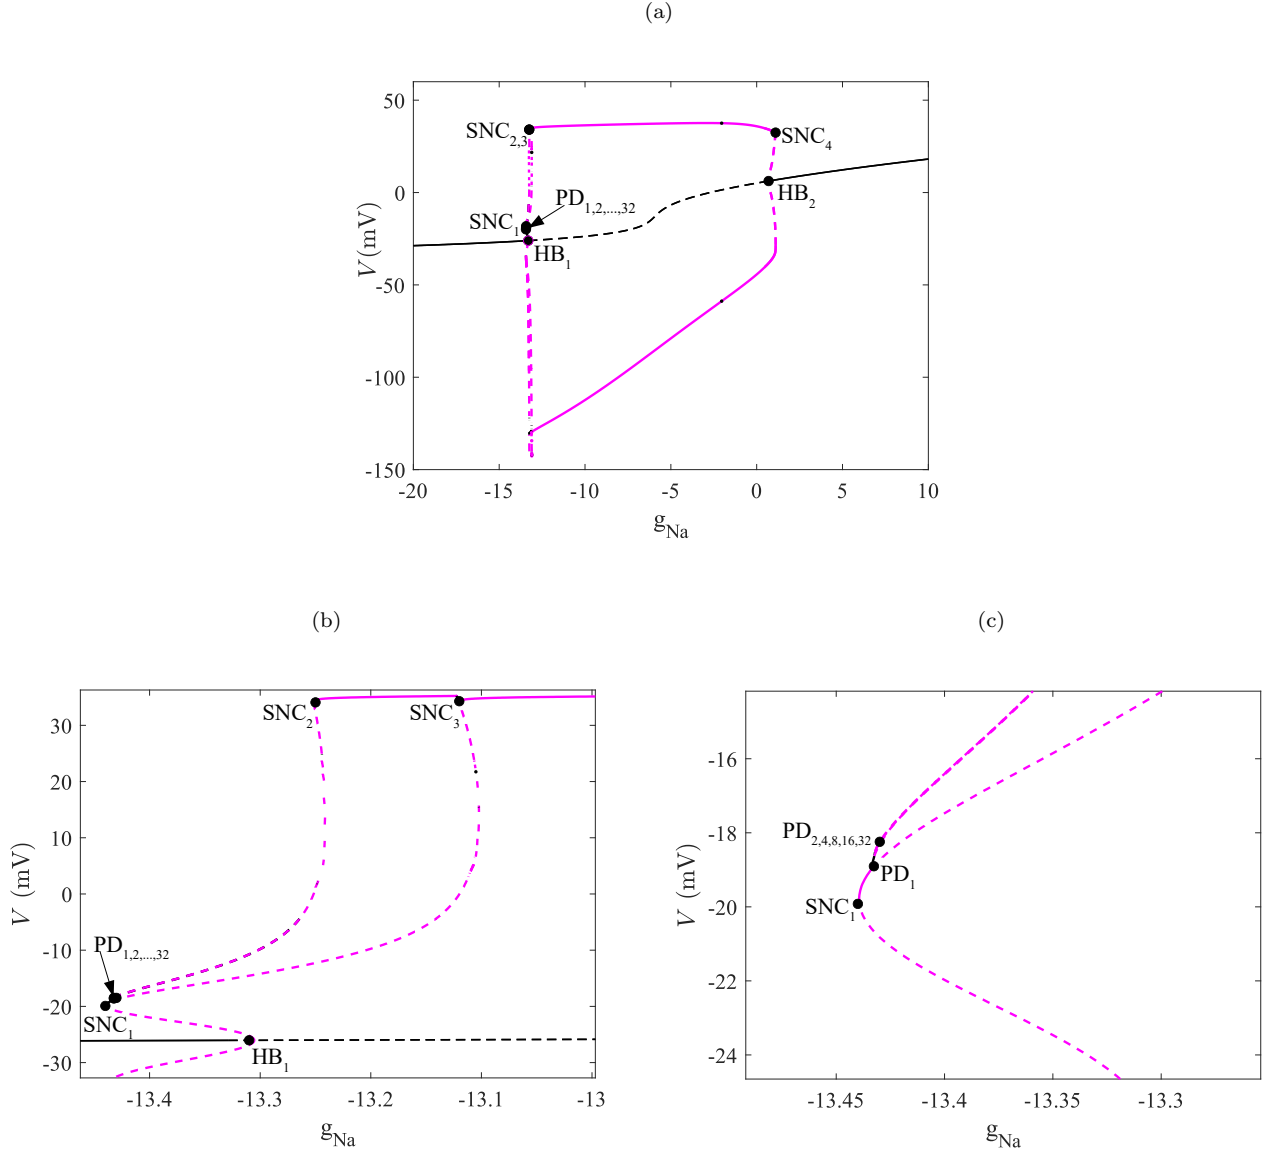 (a)
50
0
-50
-100
-150
V(mV)
SNC2,3
SNC4
PD1,2,...,32
SNC1
HB2
HB1
-20 -15 -10 -5 0 5 10
gNa
(b)
30
20
10
0
-10
-20
-30
V (mV)
SNC2
SNC3
PD1,2,...,32
SNC1
HB1
-13.4 -13.3 -13.2 -13.1 -13
gNa
(c)
-16
-18
-20
-22
-24
V (mV)
PD2,4,8,16,32
PD1
SNC1
-13.45 -13.4 -13.35 -13.3
gNa